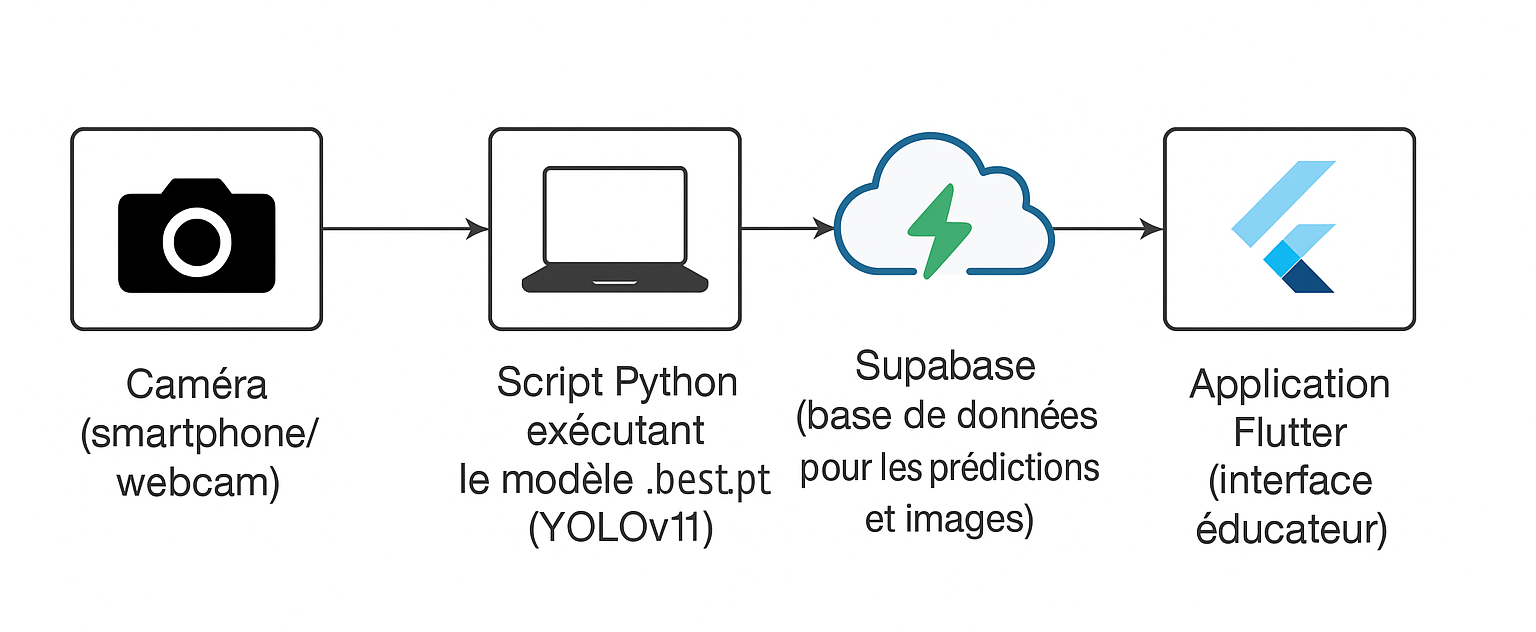 Caméra
(smartphone/
webcam)
Script Python
exécutant
le modèle .best.pt
(YOLOv11)
Supabase
(base de données
pour les prédictions
et images)
Application
Flutter
(interface
éducateur)